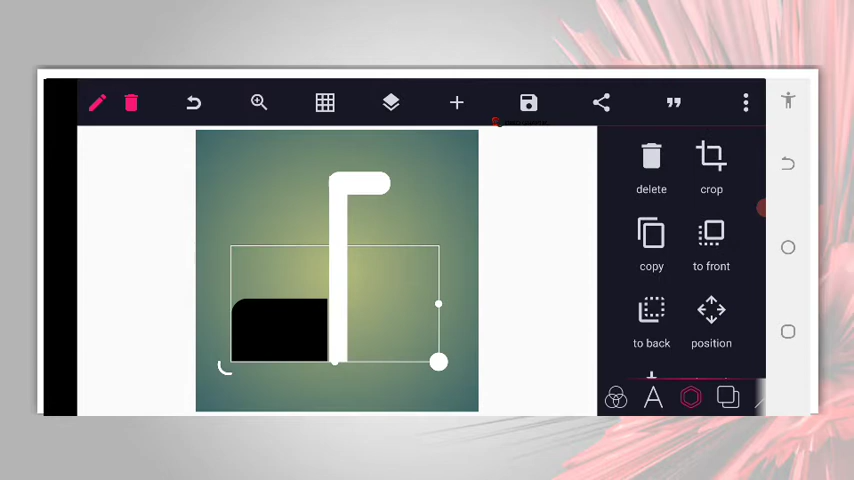 delete
crop
copy
to front
to back
position